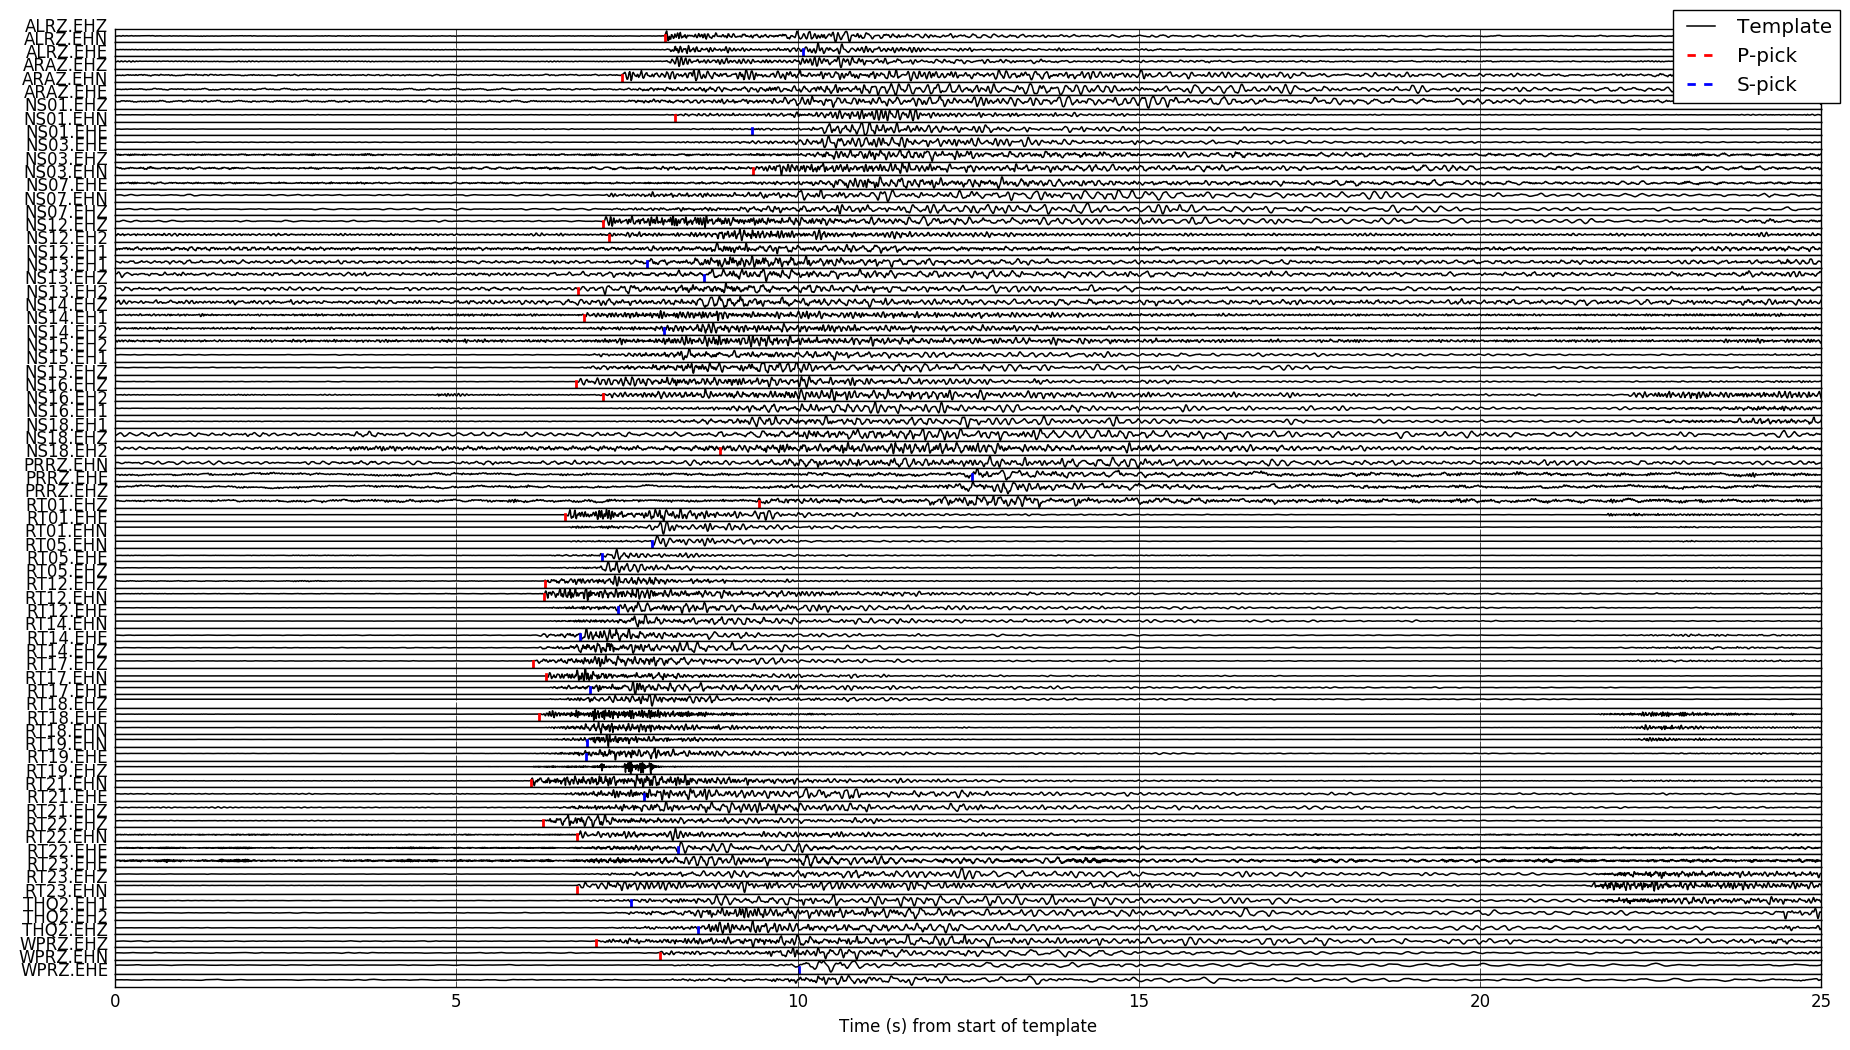 ALRZ.EHZ
ALRZ.EHN
ALRZ.EHE
ARAZ.EHZ
ARAZ.EHN
ARAZ.EHE
NS01.EHZ
NS01.EHN
NS01.EHE
NS03.EHE
NS03.EHZ
NS03.EHN
NS07.EHE
NS07.EHN
NS07.EHZ
NS12.EHZ
NS12.EH2
NS12.EH1
NS13.EH1
NS13.EHZ
NS13.EH2
NS14.EHZ
NS14.EH1
NS14.EH2
NS15.EH2
NS15.EH1
NS15.EHZ
NS16.EHZ
NS16.EH2
NS16.EH1
NS18.EH1
NS18.EHZ
NS18.EH2
PRRZ.EHN
PRRZ.EHE
PRRZ.EHZ
RT01.EHZ
RT01.EHE
RT01.EHN
RT05.EHN
RT05.EHE
RT05.EHZ
RT12.EHZ
RT12.EHN
RT12.EHE
RT14.EHN
RT14.EHE
RT14.EHZ
RT17.EHZ
RT17.EHN
RT17.EHE
RT18.EHZ
RT18.EHE
RT18.EHN
RT19.EHN
RT19.EHE
RT19.EHZ
RT21.EHN
RT21.EHE
RT21.EHZ
RT22.EHZ
RT22.EHN
RT22.EHE
RT23.EHE
RT23.EHZ
RT23.EHN
THO2.EH1
THO2.EH2
THO2.EHZ
WPRZ.EHZ
WPRZ.EHN
WPRZ.EHE
Template
P-pick
S-pick
0 5 10 15 20 25
Time (s) from start of template